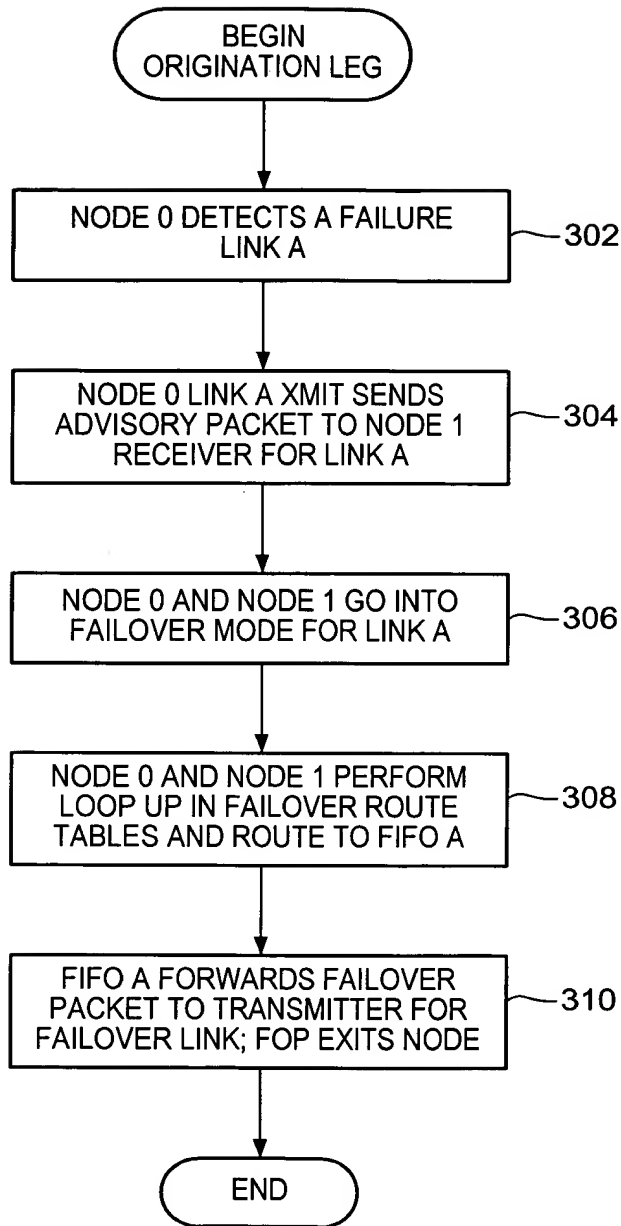 BEGIN
ORIGINATION LEG
NODE 0 DETECTS A FAILURE
LINK A
302
NODE 0 LINK A XMIT SENDS
ADVISORY PACKET TO NODE 1
RECEIVER FOR LINK A
304
NODE 0 AND NODE 1 GO INTO
FAILOVER MODE FOR LINK A
306
NODE 0 AND NODE 1 PERFORM
LOOP UP IN FAILOVER ROUTE
TABLES AND ROUTE TO FIFO A
308
FIFO A FORWARDS FAILOVER
PACKET TO TRANSMITTER FOR
FAILOVER LINK; FOP EXITS NODE
310
END